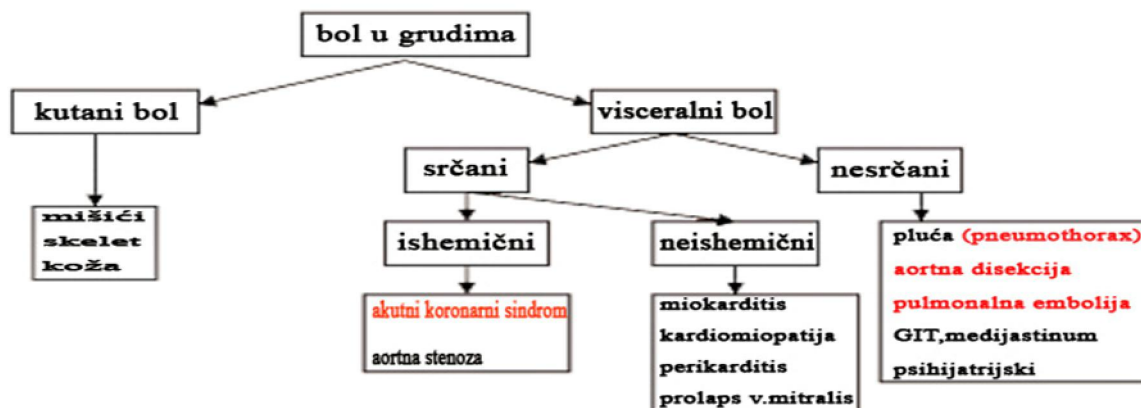 bol u grudima
kutani bol
visceralni bol
srčani
nesrčani
mišići
skelet
koža
ishemični
neishemični
pluća (pneumothorax)
aortna disekcija
pulmonalna embolija
GIT,medijastinum
psihijatrijski
akutni koronarni sindrom
aortna stenoza
miokarditis
kardiomiopatija
perikarditis
prolaps v.mitralis